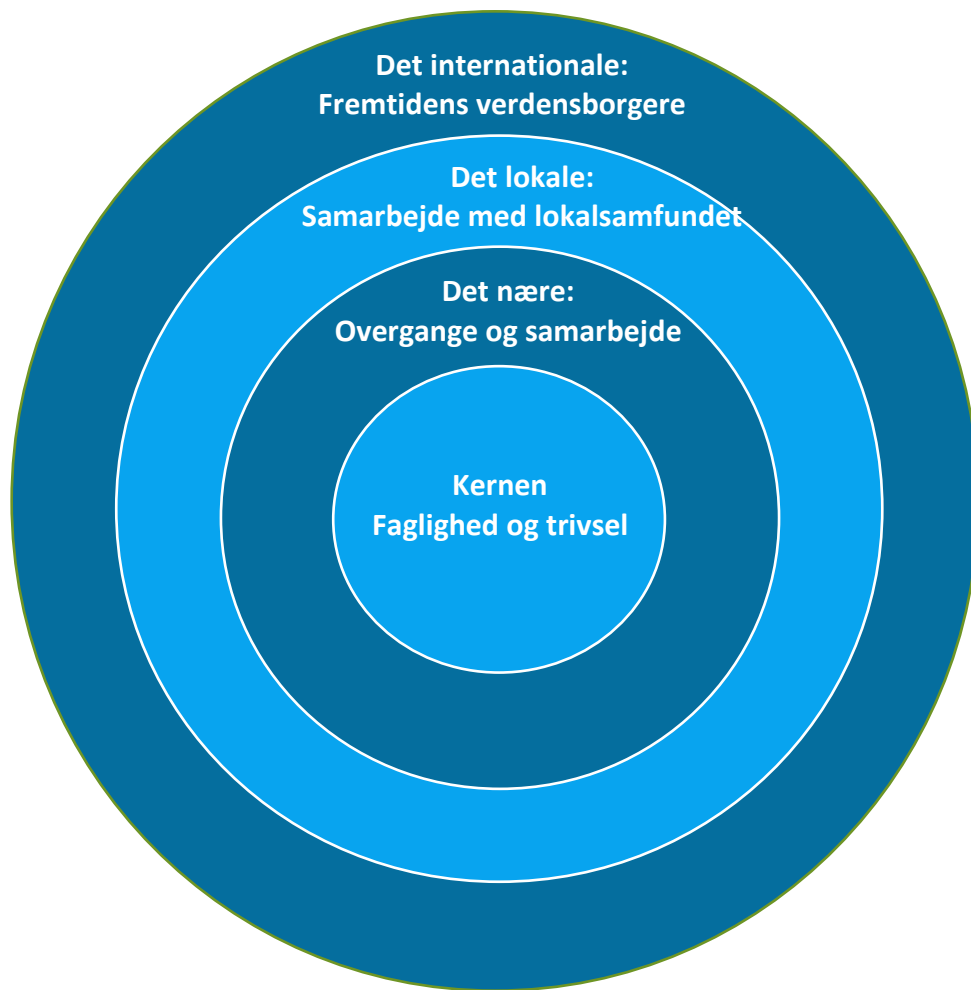 Det internationale:
Fremtidens verdensborgere
Det lokale:
Samarbejde med lokalsamfundet
Det nære:
Overgange og samarbejde
Kernen
Faglighed og trivsel